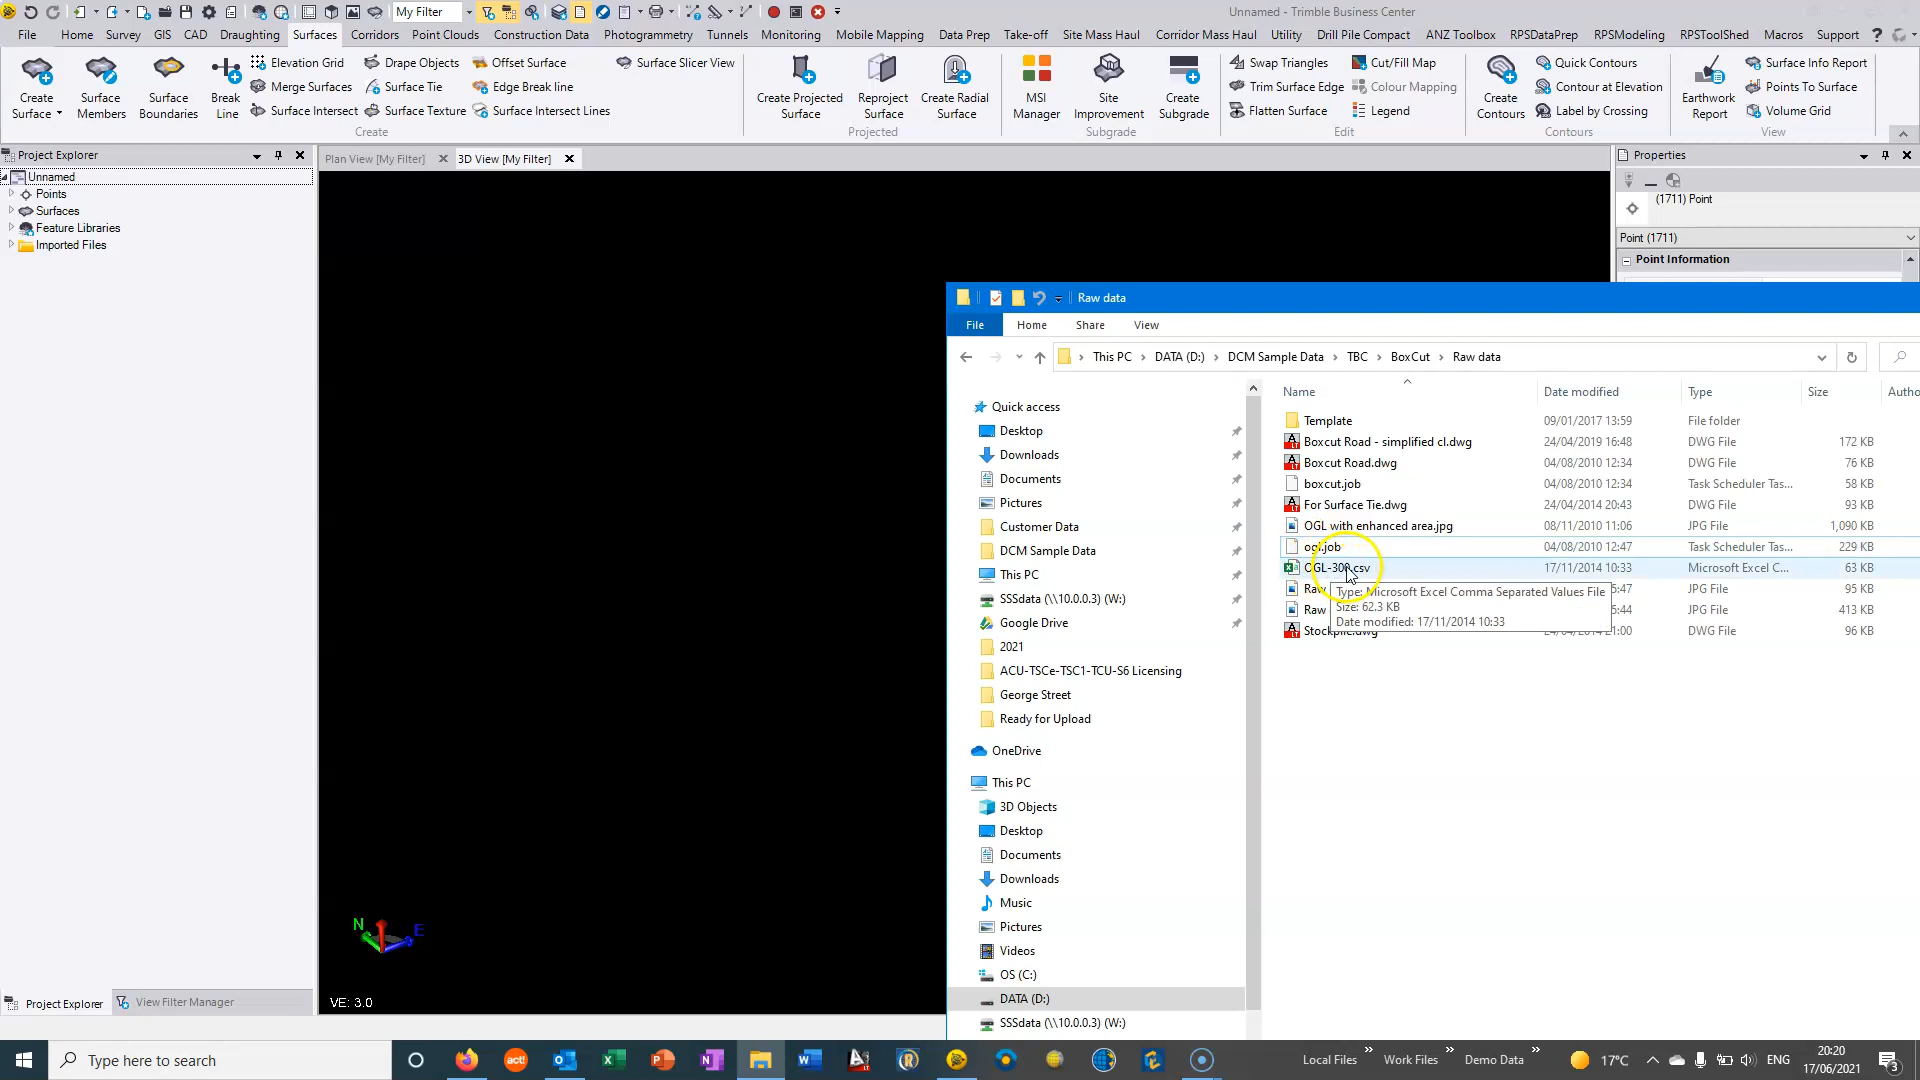 My Filter
Unnamed - Trimble Business Center
File Home Survey GIS CAD Draughting Surfaces Corridors Point Clouds Construction Data Photogrammetry Tunnels Monitoring Mobile Mapping Data Prep Take-off Site Mass Haul Corridor Mass Haul Utility Drill Pile Compact ANZ Toolbox RPSDataPrep RPSModeling RPSToolShed Macros Support
Elevation Grid Drape Objects Offset Surface Surface Slicer View Swap Triangles Cut/Fill Map Quick Contours Surface Info Report
Merge Surfaces Surface Tie Edge Break line Trim Surface Edge Colour Mapping Contour at Elevation Points To Surface
Create Surface Break Create Projected Reproject Create Radial MSI Site Create Create Earthwork
Surface Members Boundaries Line Surface Intersect Surface Texture Surface Intersect Lines Surface Surface Surface Manager Improvement Subgrade Flatten Surface Legend Contours Label by Crossing Report Volume Grid
Surface Surface
Create Projected Subgrade Edit Contours View
Project Explorer
Plan View [My Filter] 3D View [My Filter]
Properties
Unnamed
Points
Surfaces
Feature Libraries
Imported Files
(1711) Point
Point (1711)
Point Information
Raw data
File Home Share View
This PC DATA (D:) DCM Sample Data TBC BoxCut Raw data
Name Date modified Type Size Autho
Quick access
Desktop
Downloads
Documents
Pictures
Customer Data
DCM Sample Data
This PC
SSSdata (\\10.0.0.3) (W:)
Google Drive
2021
ACU-TSCe-TSC1-TCU-S6 Licensing
George Street
Ready for Upload
OneDrive
This PC
3D Objects
Desktop
Documents
Downloads
Music
Pictures
Videos
OS (C:)
DATA (D:)
SSSdata (\\10.0.0.3) (W:)
Template 09/01/2017 13:59 File folder
Boxcut Road - simplified cl.dwg 24/04/2019 16:48 DWG File 172 KB
Boxcut Road.dwg 04/08/2010 12:34 DWG File 76 KB
boxcut.job 04/08/2010 12:34 Task Scheduler Tas... 58 KB
For Surface Tie.dwg 24/04/2014 20:43 DWG File 93 KB
OGL with enhanced area.jpg 08/11/2010 11:06 JPG File 1,090 KB
ogl.job 04/08/2010 12:47 Task Scheduler Tas... 229 KB
OGL-300.csv 17/11/2014 10:33 Microsoft Excel C... 63 KB
Raw 5:47 JPG File 95 KB
Raw 5:44 JPG File 413 KB
Stockpile.dwg 21:00 DWG File 96 KB
Type: Microsoft Excel Comma Separated Values File
Size: 62.3 KB
Date modified: 17/11/2014 10:33
N E
VE: 3.0
Project Explorer View Filter Manager
Type here to search
act!
Local Files Work Files Demo Data
17°C ENG
20:20
17/06/2021
3